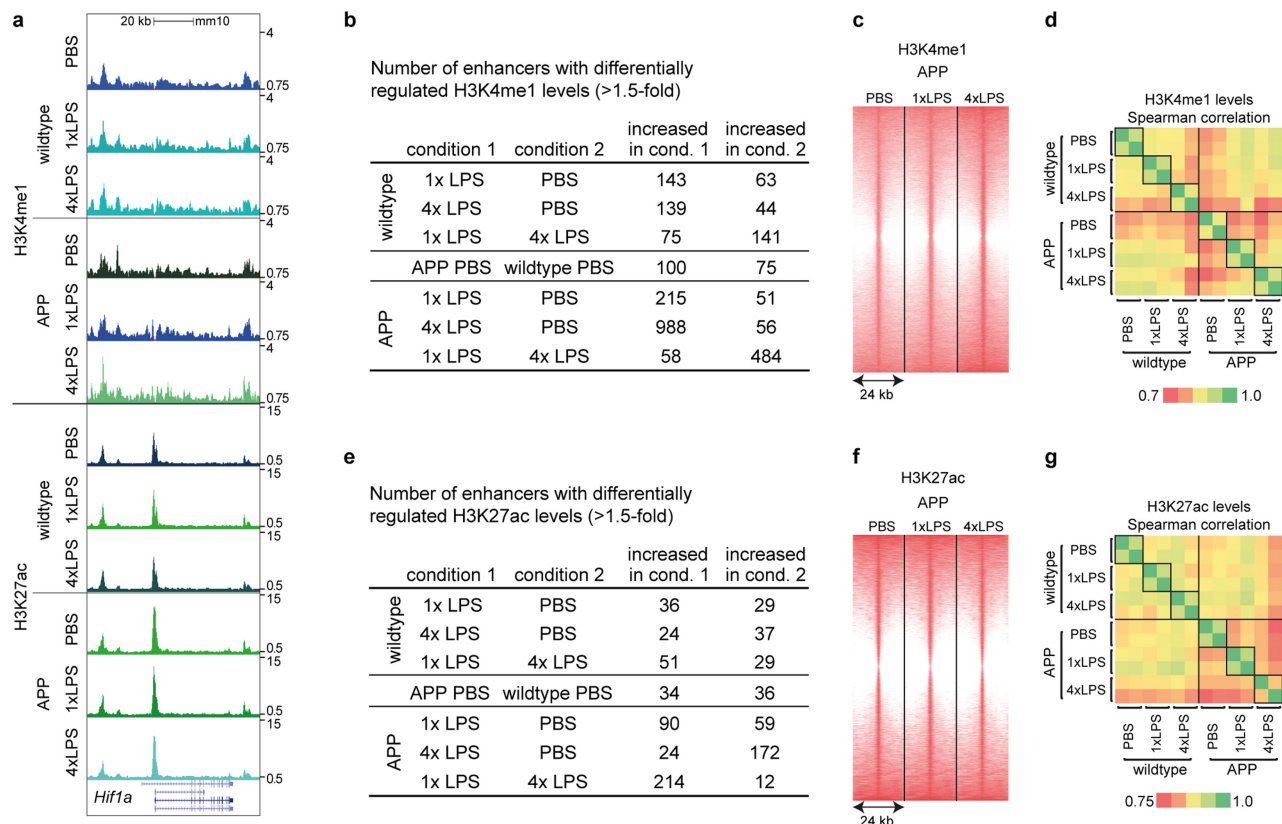 a
20 kb
mm10
H3K4me1
wildtype
PBS
4
0.75
1xLPS
4
0.75
4xLPS
4
0.75
APP
PBS
4
0.75
1xLPS
4
0.75
4xLPS
4
0.75
H3K27ac
wildtype
PBS
15
0.5
1xLPS
15
0.5
4xLPS
15
0.5
APP
PBS
15
0.5
1xLPS
15
0.5
4xLPS
15
0.5
Hif1a
b
Number of enhancers with differentially
regulated H3K4me1 levels (>1.5-fold)
condition 1 condition 2 increased in cond. 1 increased in cond. 2
wildtype
1x LPS PBS 143 63
4x LPS PBS 139 44
1x LPS 4x LPS 75 141
APP PBS wildtype PBS 100 75
APP
1x LPS PBS 215 51
4x LPS PBS 988 56
1x LPS 4x LPS 58 484
c
H3K4me1
APP
PBS 1xLPS 4xLPS
24 kb
d
H3K4me1 levels
Spearman correlation
wildtype
PBS
1xLPS
4xLPS
APP
PBS
1xLPS
4xLPS
PBS 1xLPS 4xLPS PBS 1xLPS 4xLPS
wildtype APP
0.7 1.0
e
Number of enhancers with differentially
regulated H3K27ac levels (>1.5-fold)
condition 1 condition 2 increased in cond. 1 increased in cond. 2
wildtype
1x LPS PBS 36 29
4x LPS PBS 24 37
1x LPS 4x LPS 51 29
APP PBS wildtype PBS 34 36
APP
1x LPS PBS 90 59
4x LPS PBS 24 172
1x LPS 4x LPS 214 12
f
H3K27ac
APP
PBS 1xLPS 4xLPS
24 kb
g
H3K27ac levels
Spearman correlation
wildtype
PBS
1xLPS
4xLPS
APP
PBS
1xLPS
4xLPS
PBS 1xLPS 4xLPS PBS 1xLPS 4xLPS
wildtype APP
0.75 1.0